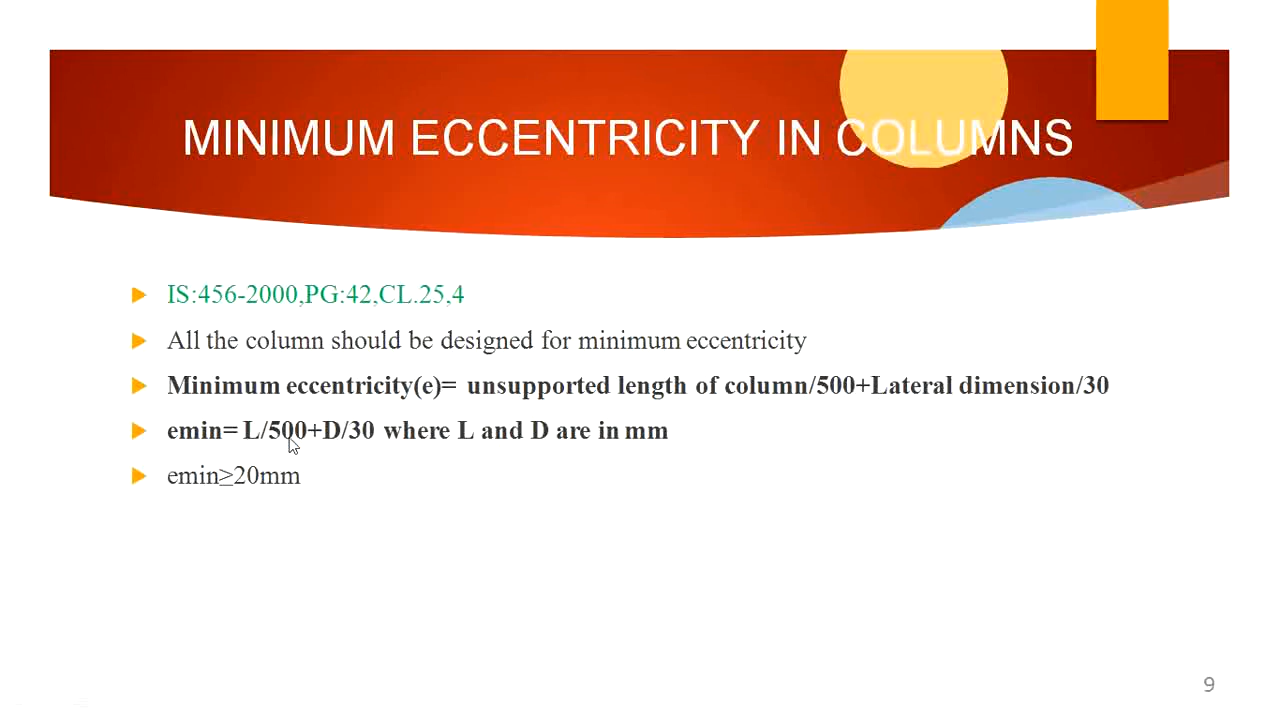 MINIMUM ECCENTRICITY IN COLUMNS
IS:456-2000,PG:42,CL.25,4
All the column should be designed for minimum eccentricity
Minimum eccentricity(e)= unsupported length of column/500+Lateral dimension/30
emin= L/500+D/30 where L and D are in mm
emin≥20mm
9